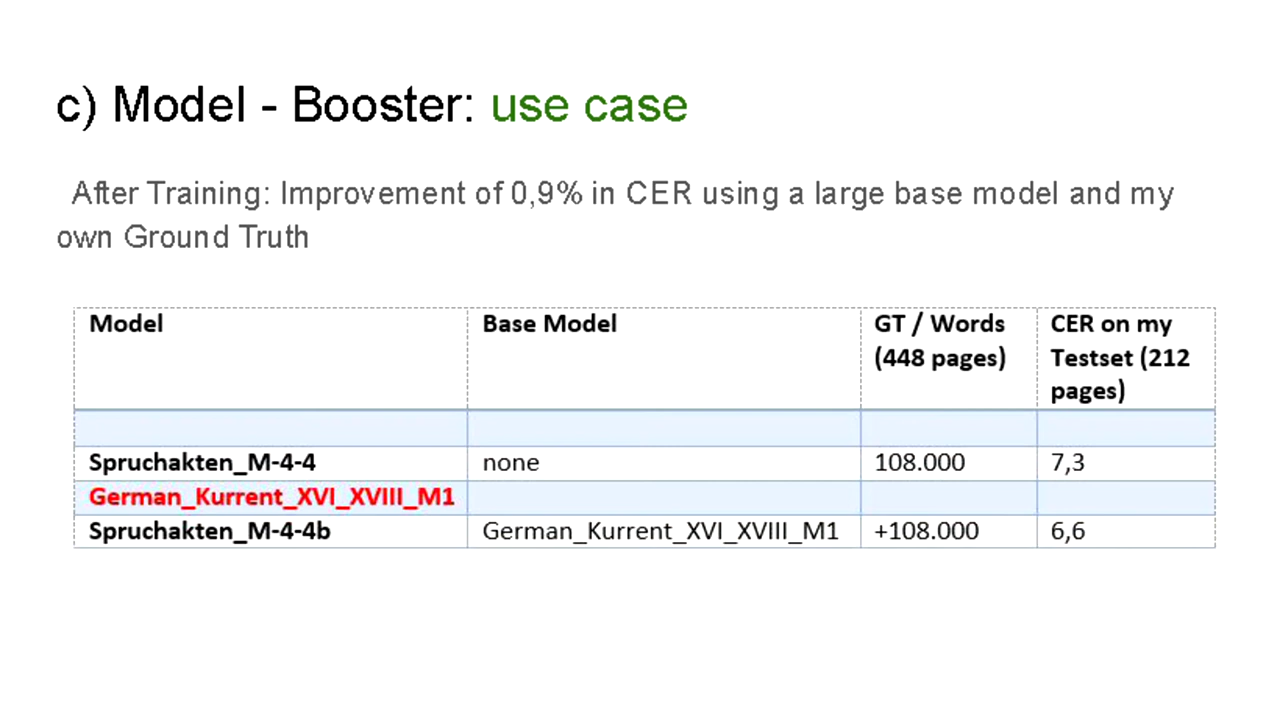 c) Model - Booster: use case
After Training: Improvement of 0,9% in CER using a large base model and my
own Ground Truth
Model Base Model GT / Words (448 pages) CER on my Testset (212 pages)
Spruchakten_M-4-4 none 108.000 7,3
German_Kurrent_XVI_XVIII_M1
Spruchakten_M-4-4b German_Kurrent_XVI_XVIII_M1 +108.000 6,6